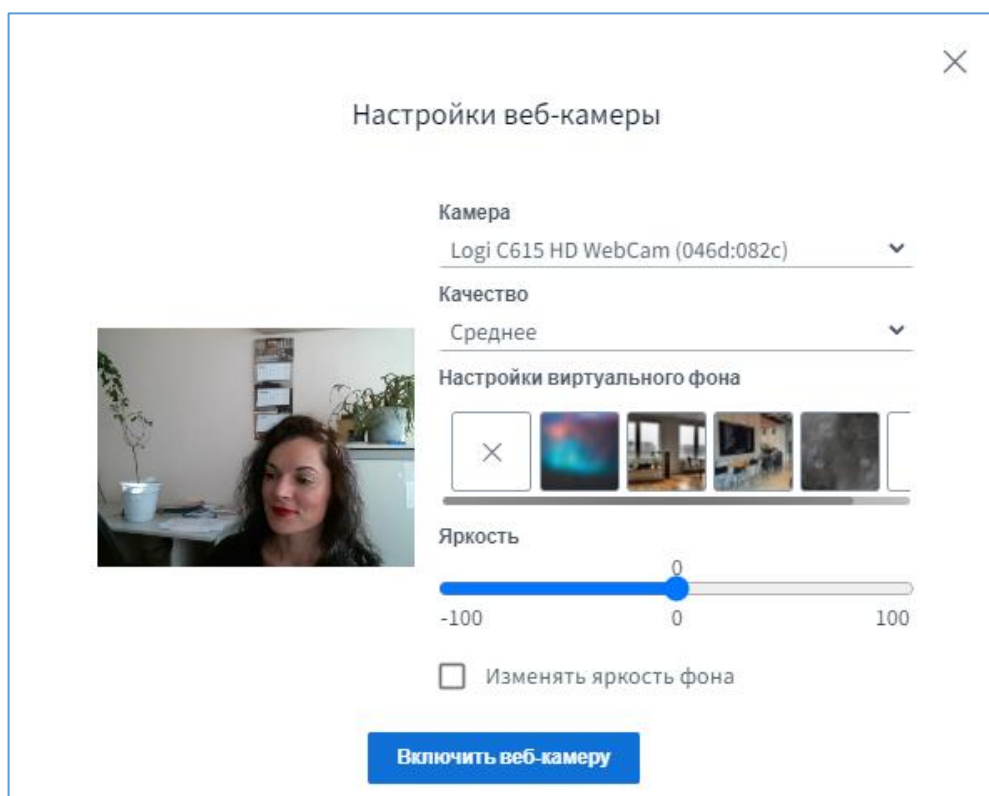 Настройки веб-камеры
Камера
Logi C615 HD WebCam (046d:082c)
Качество
Среднее
Настройки виртуального фона
Яркость
0
-100 0 100
Изменять яркость фона
Включить веб-камеру